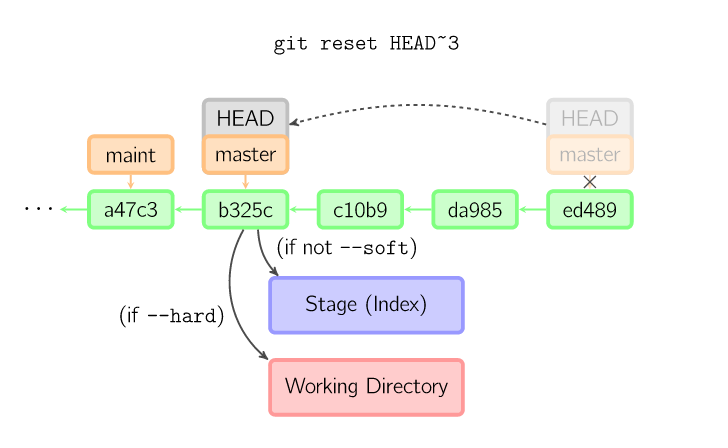 git reset HEAD~3
HEAD
HEAD
maint
master
master
...
a47c3
b325c
c10b9
da985
ed489
(if not --soft)
Stage (Index)
(if --hard)
Working Directory